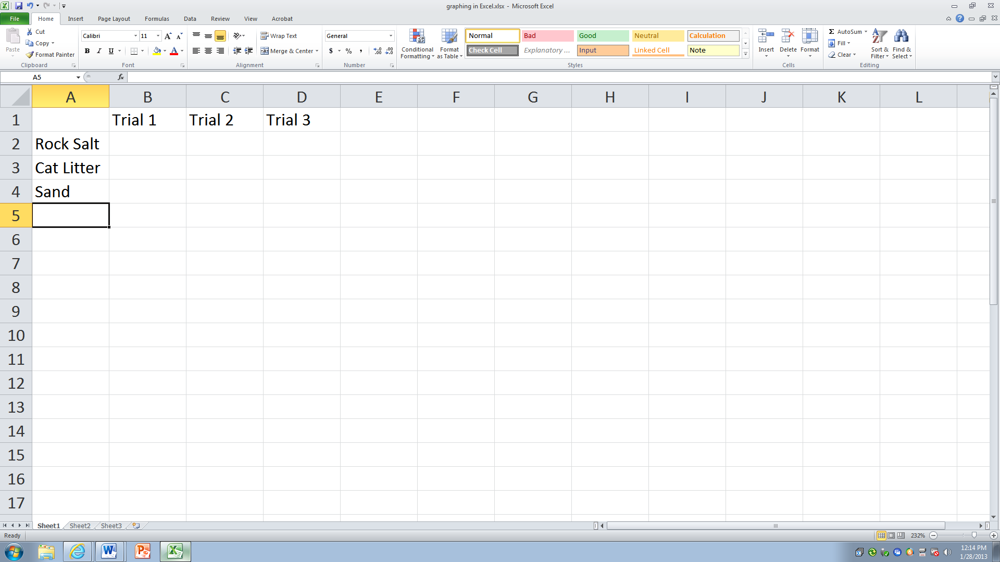 graphing in Excel.xlsx - Microsoft Excel
File Home Insert Page Layout Formulas Data Review View Acrobat
Paste
Cut
Copy
Format Painter
Clipboard
Calibri 11
B I U
Font
Wrap Text
Merge & Center
Alignment
General
$ % ,
Number
Conditional Formatting
Format as Table
Normal Bad Good Neutral Calculation
Check Cell Explanatory ... Input Linked Cell Note
Styles
Insert Delete Format
Cells
Σ AutoSum
Fill
Clear
Sort & Filter
Find & Select
Editing
A5 fx
A B C D E F G H I J K L
1 Trial 1 Trial 2 Trial 3
2 Rock Salt
3 Cat Litter
4 Sand
5
6
7
8
9
10
11
12
13
14
15
16
17
Sheet1 Sheet2 Sheet3
Ready 232%
12:14 PM
1/28/2013